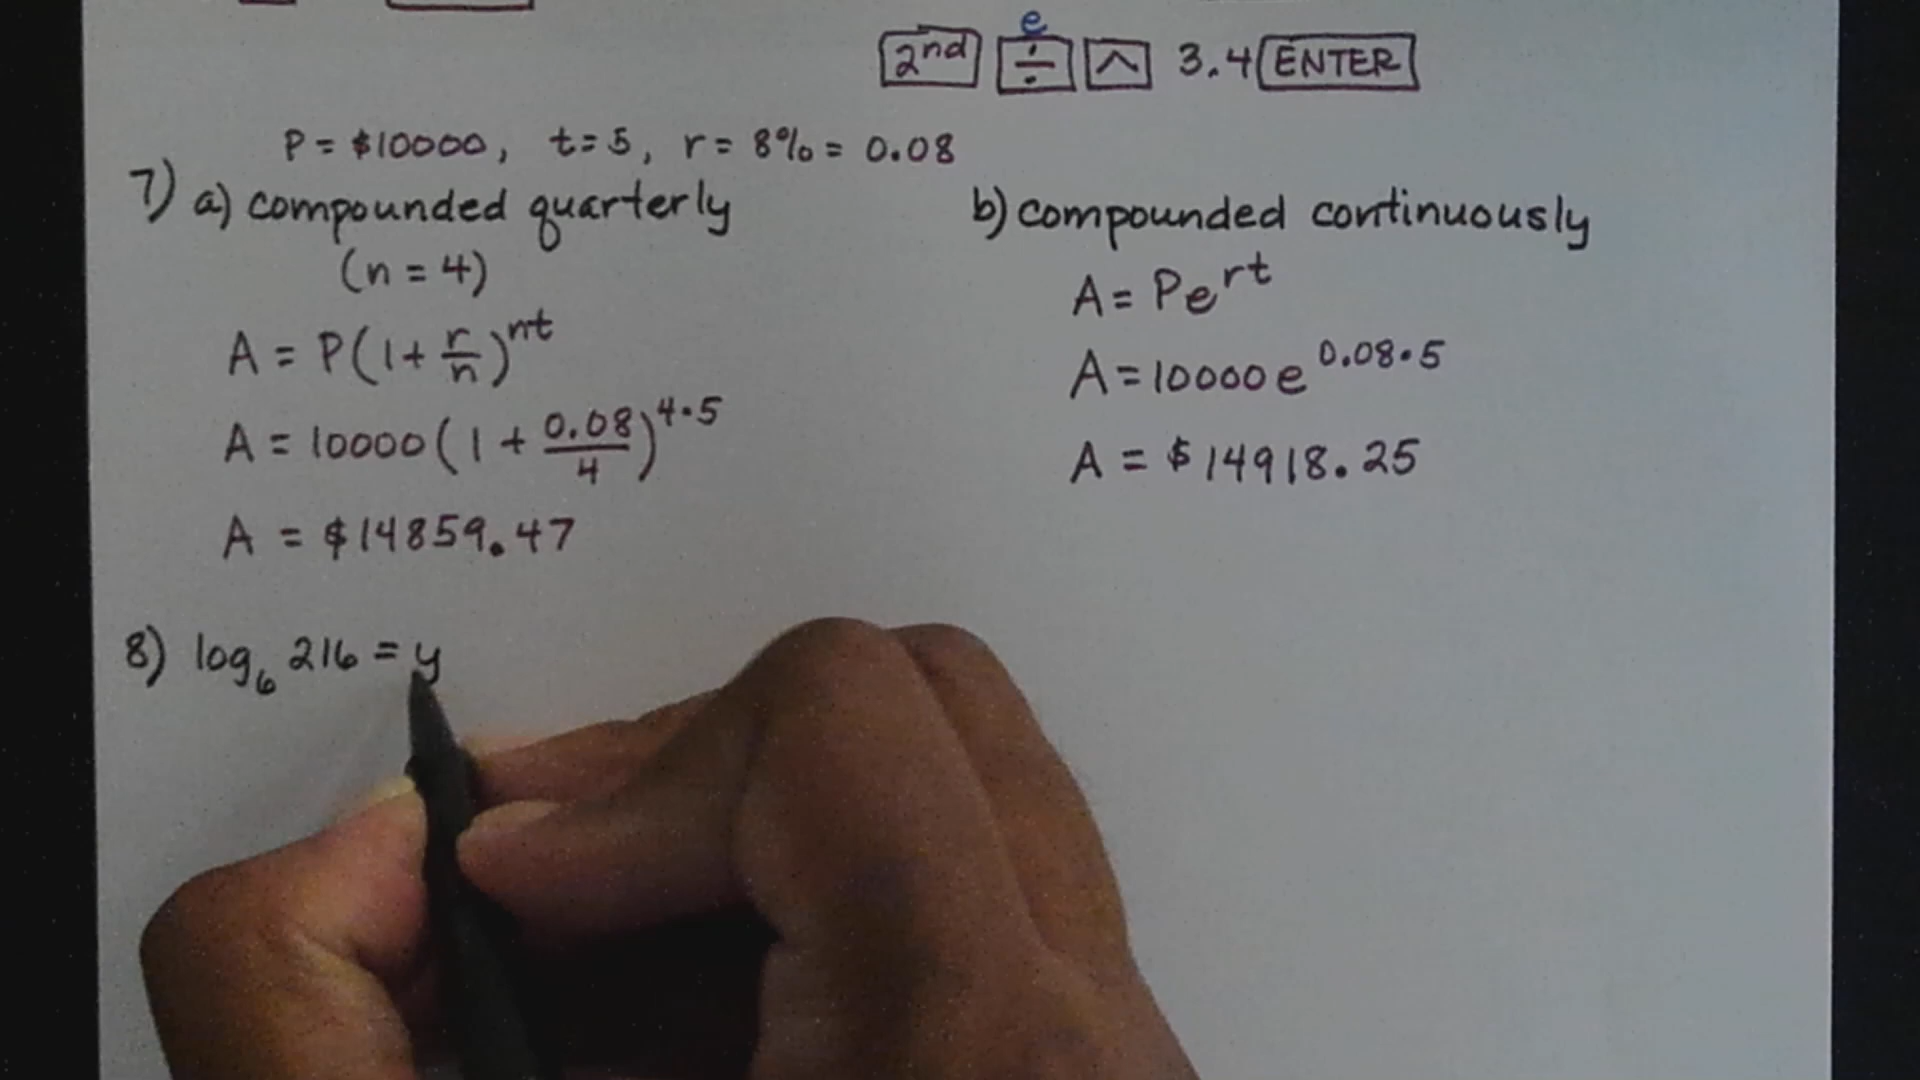 e
2nd ÷ ^ 3.4 ENTER
P = $10000, t=5, r= 8% = 0.08
7) a) compounded quarterly
(n = 4)
A = P(1+ r/n)^nt
A = 10000(1 + 0.08/4)^4·5
A = $14859.47
b) compounded continuously
A = Pe^rt
A = 10000e^0.08·5
A = $14918.25
8) log₆ 216 = y